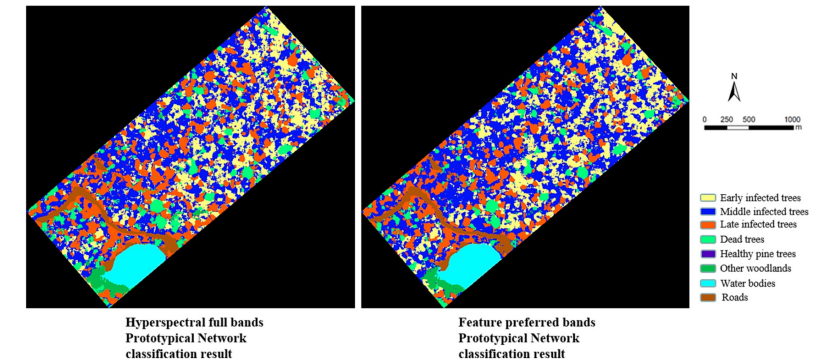 N
0 250 500 1000
m
Early infected trees
Middle infected trees
Late infected trees
Dead trees
Healthy pine trees
Other woodlands
Water bodies
Roads
Hyperspectral full bands
Prototypical Network
classification result
Feature preferred bands
Prototypical Network
classification result